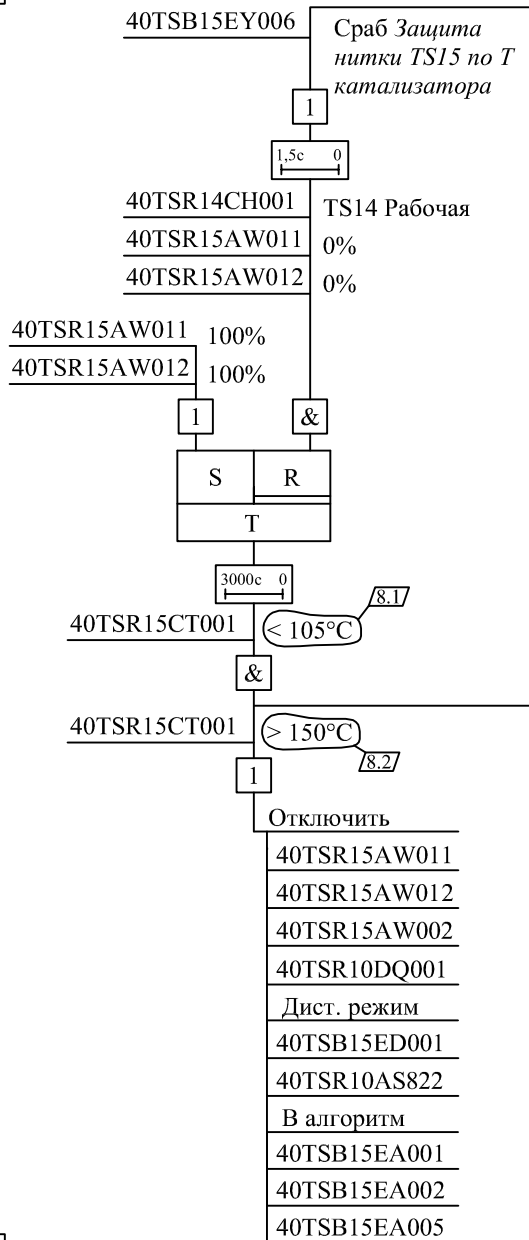 40TSB15EY006
Сраб Защита
нитки TS15 по Т
катализатора
1
1,5с 0
40TSR14CH001 TS14 Рабочая
40TSR15AW011 0%
40TSR15AW012 0%
40TSR15AW011 100%
40TSR15AW012 100%
1 &
S R
T
3000с 0
8.1
40TSR15CT001 < 105°C
&
40TSR15CT001 > 150°C
8.2
1
Отключить
40TSR15AW011
40TSR15AW012
40TSR15AW002
40TSR10DQ001
Дист. режим
40TSB15ED001
40TSR10AS822
В алгоритм
40TSB15EA001
40TSB15EA002
40TSB15EA005